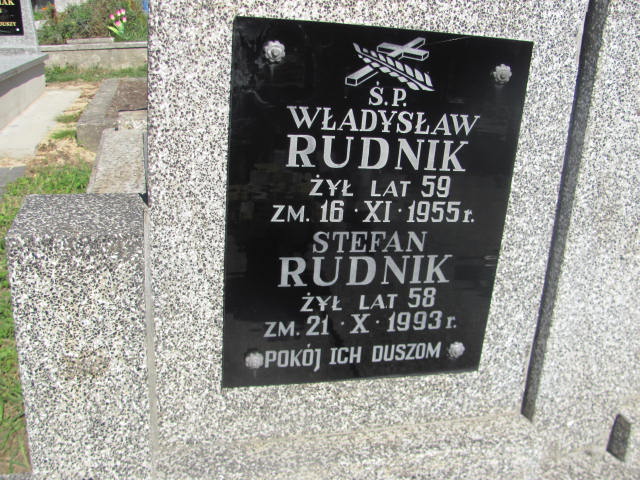 Ś.P.
WŁADYSŁAW
RUDNIK
ŻYŁ LAT 59
ZM. 16 · XI · 1955 r.
STEFAN
RUDNIK
ŻYŁ LAT 58
ZM. 21 · X · 1993 r.
POKÓJ ICH DUSZOM